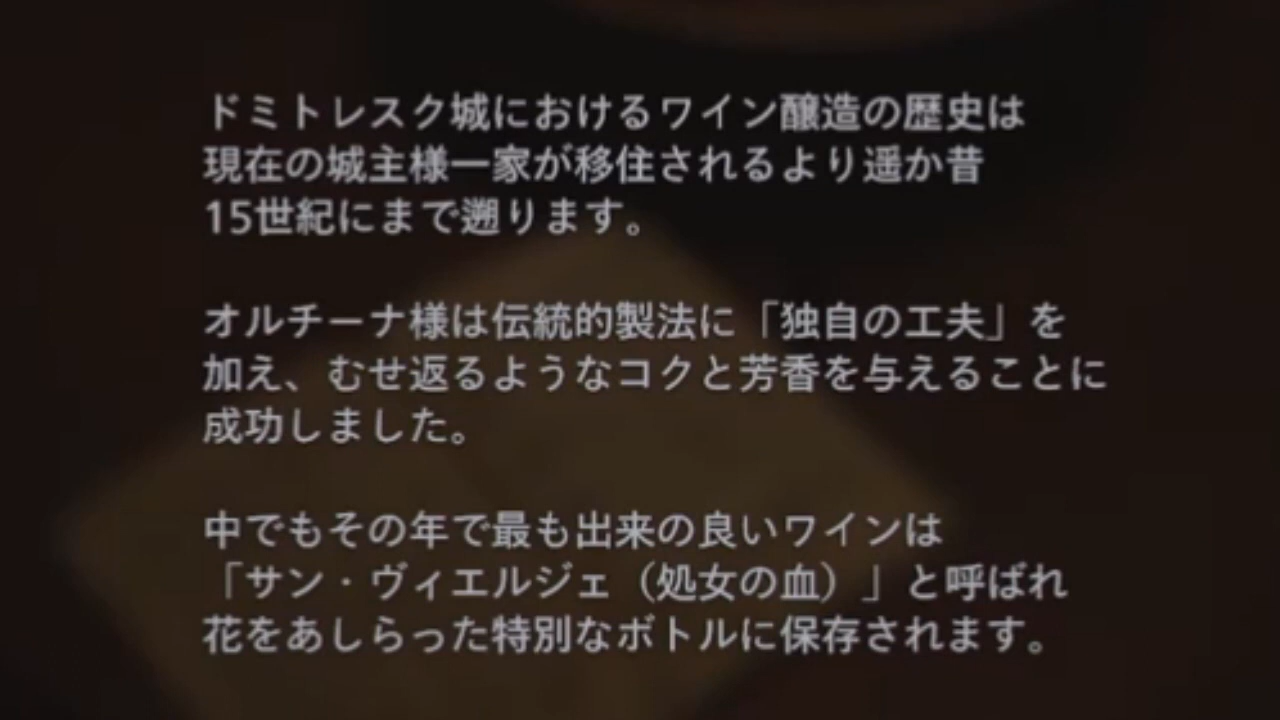 ドミトレスク城におけるワイン醸造の歴史は
現在の城主様一家が移住されるより遥か昔
15世紀にまで遡ります。
オルチーナ様は伝統的製法に「独自の工夫」を
加え、むせ返るようなコクと芳香を与えることに
成功しました。
中でもその年で最も出来の良いワインは
「サン・ヴィエルジェ（処女の血）」と呼ばれ
花をあしらった特別なボトルに保存されます。